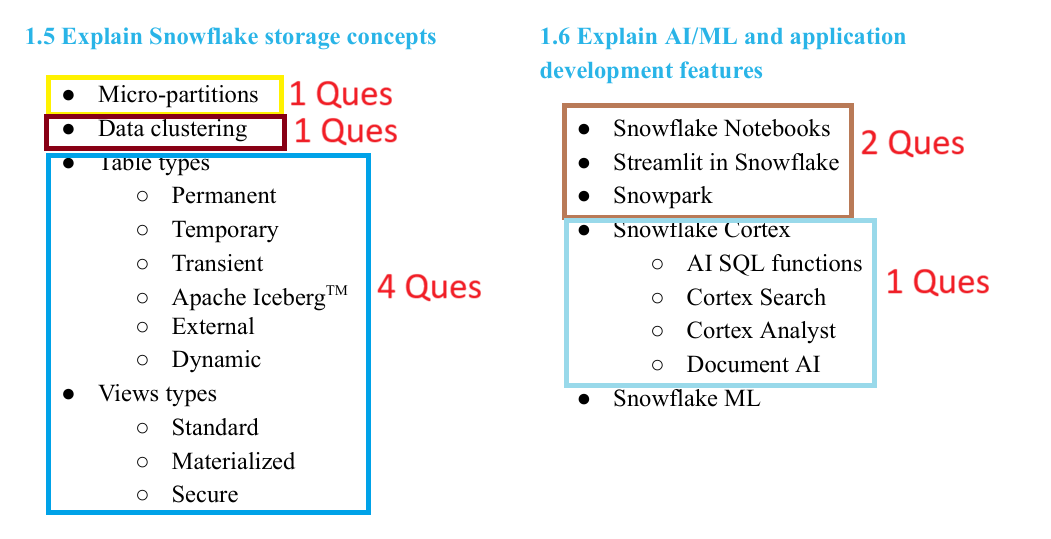 1.5 Explain Snowflake storage concepts
● Micro-partitions
1 Ques
● Data clustering
1 Ques
● Table types
○ Permanent
○ Temporary
○ Transient
○ Apache Iceberg™
○ External
○ Dynamic
● Views types
○ Standard
○ Materialized
○ Secure
4 Ques
1.6 Explain AI/ML and application
development features
● Snowflake Notebooks
● Streamlit in Snowflake
● Snowpark
2 Ques
● Snowflake Cortex
○ AI SQL functions
○ Cortex Search
○ Cortex Analyst
○ Document AI
1 Ques
● Snowflake ML